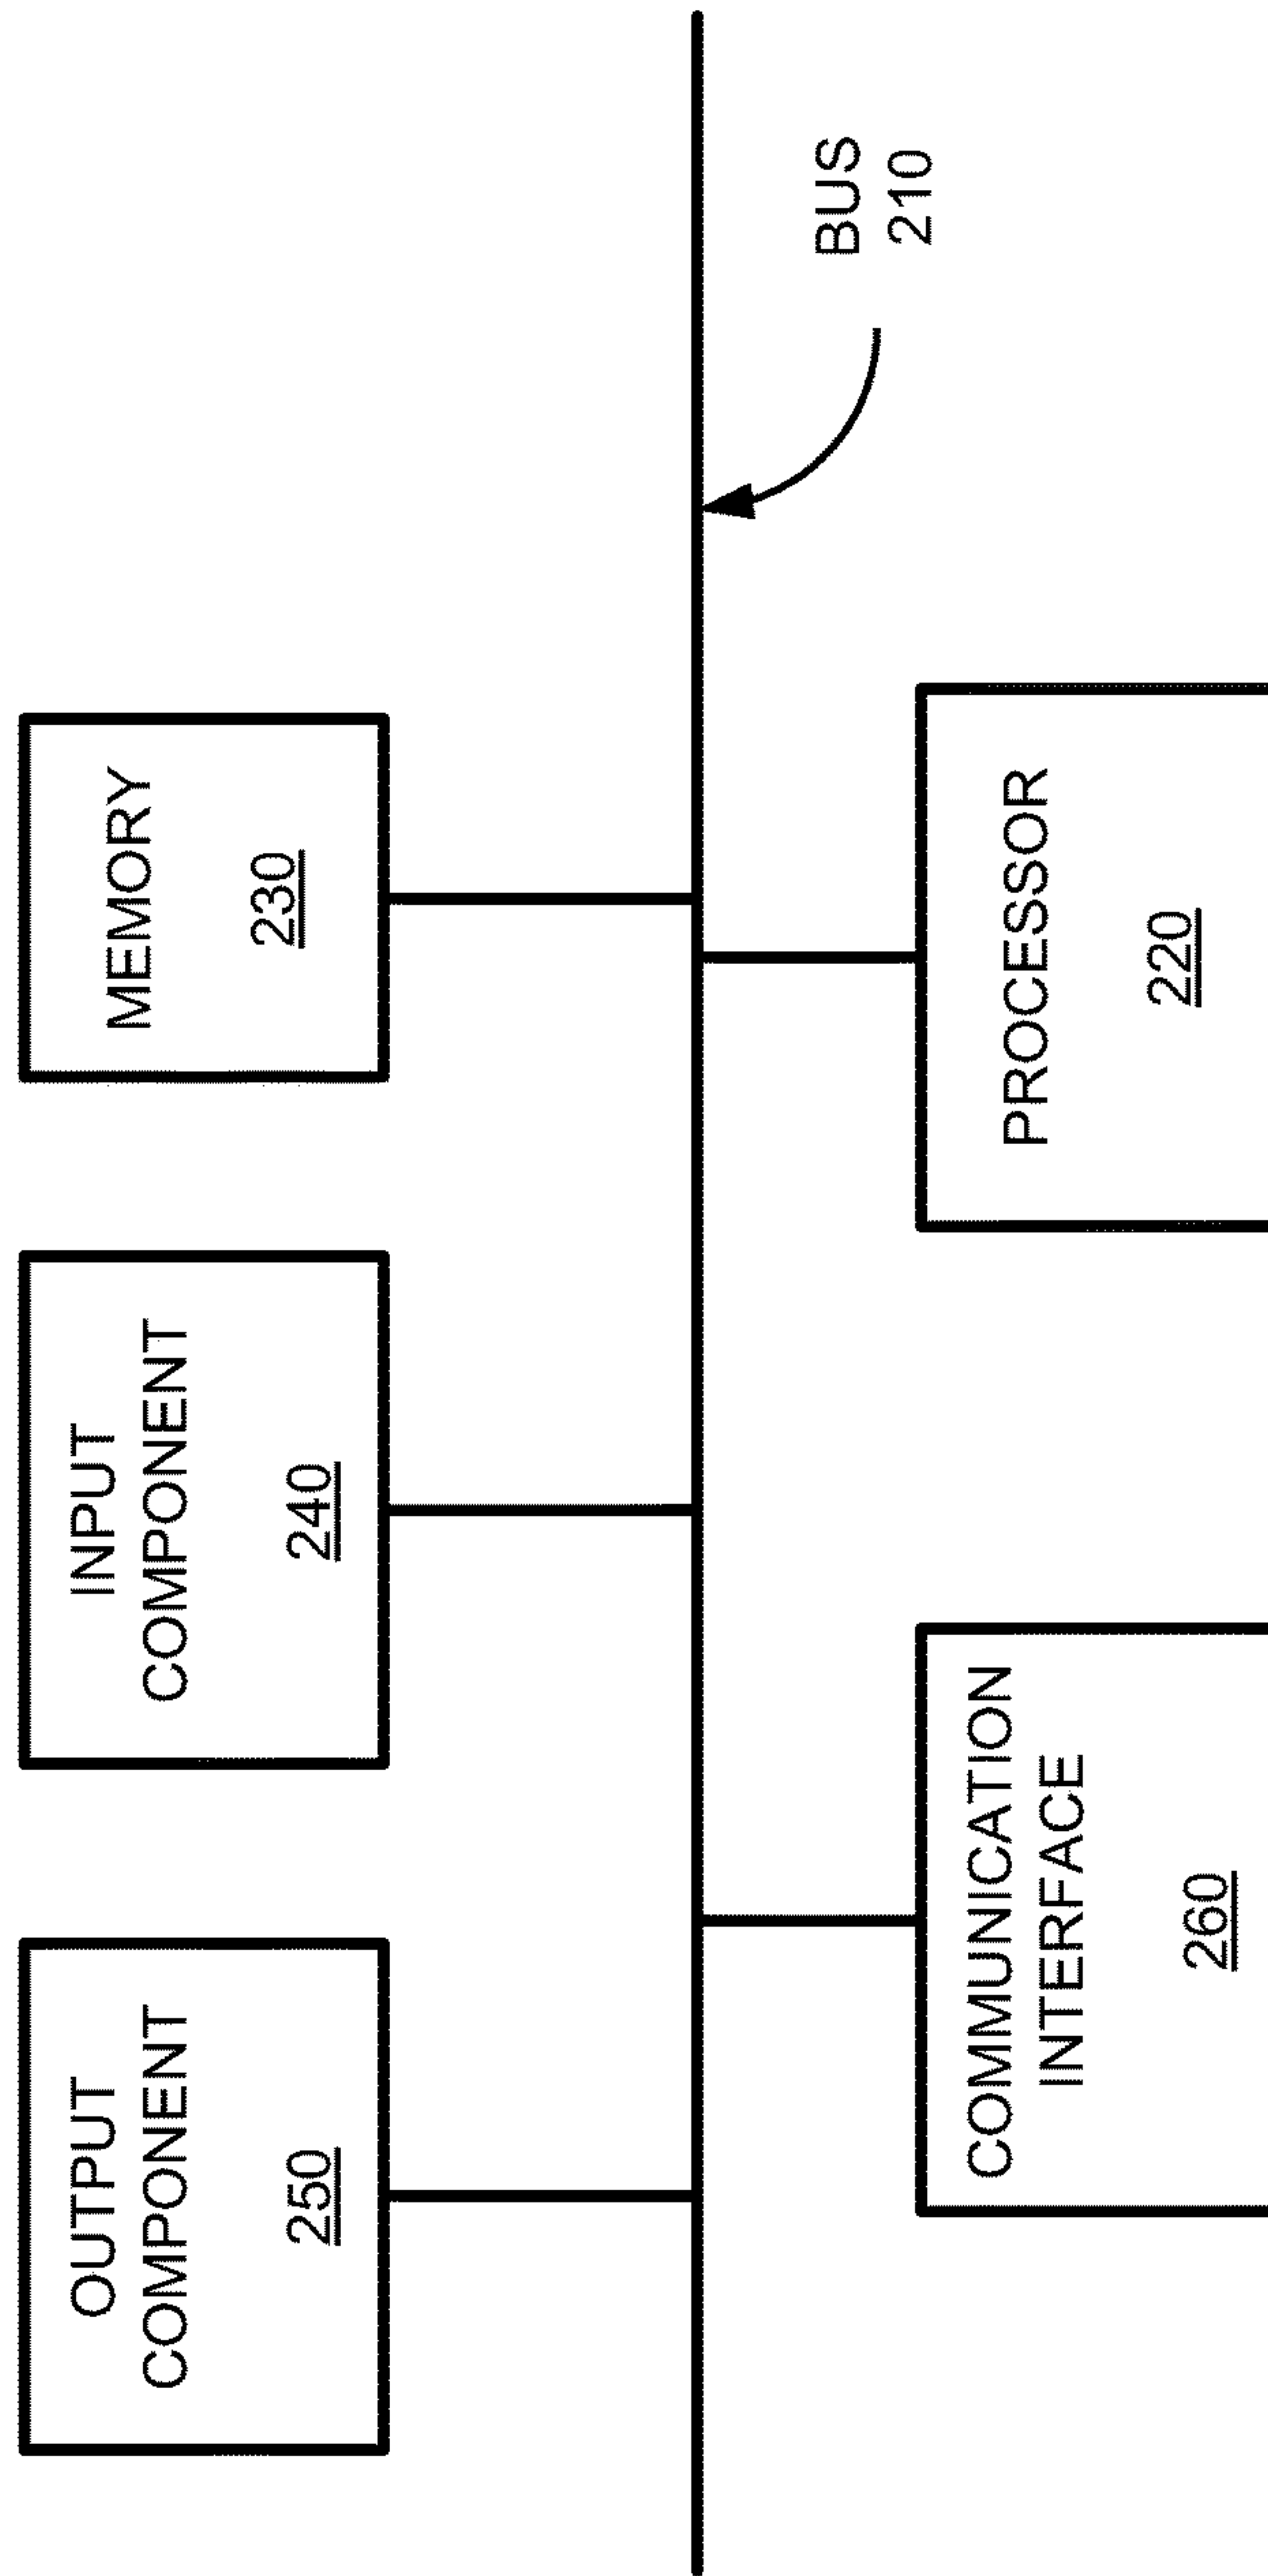 OUTPUT
COMPONENT
250
INPUT
COMPONENT
240
MEMORY
230
BUS
210
COMMUNICATION
INTERFACE
260
PROCESSOR
220